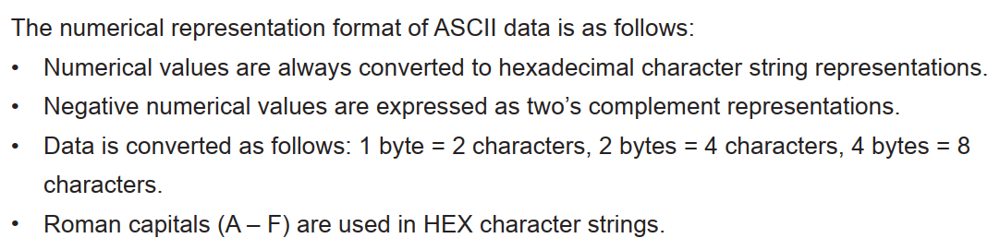 The numerical representation format of ASCII data is as follows:
• Numerical values are always converted to hexadecimal character string representations.
• Negative numerical values are expressed as two’s complement representations.
• Data is converted as follows: 1 byte = 2 characters, 2 bytes = 4 characters, 4 bytes = 8
characters.
• Roman capitals (A – F) are used in HEX character strings.